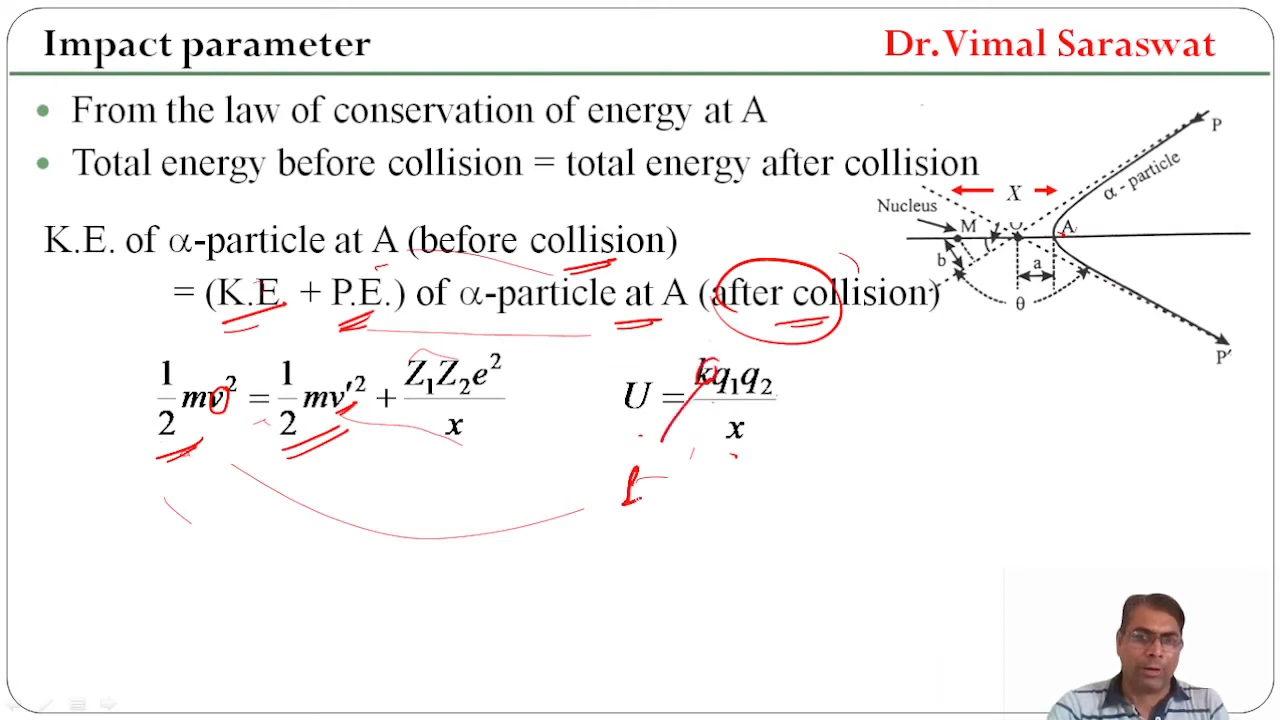 Impact parameter
Dr.Vimal Saraswat
• From the law of conservation of energy at A
• Total energy before collision = total energy after collision
K.E. of α-particle at A (before collision)
= (K.E. + P.E.) of α-particle at A (after collision)
1/2 mv² = 1/2 mv′² + Z₁Z₂e²/x
U = kq₁q₂/x
P
α - particle
X
Nucleus
M
A
b
a
θ
P′